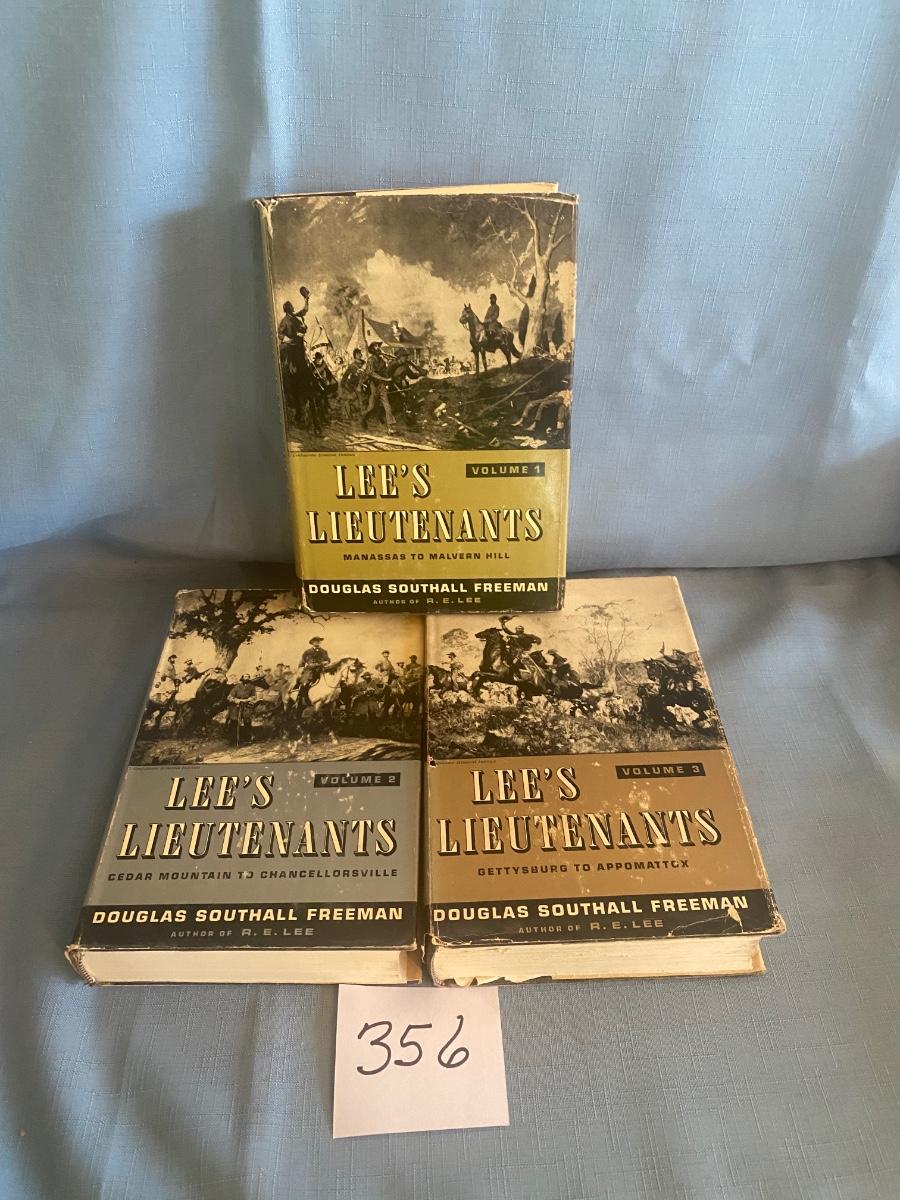 LEE'S
VOLUME 1
LIEUTENANTS
MANASSAS TO MALVERN HILL
DOUGLAS SOUTHALL FREEMAN
AUTHOR OF R. E. LEE
LEE'S
VOLUME 2
LIEUTENANTS
CEDAR MOUNTAIN TO CHANCELLORSVILLE
DOUGLAS SOUTHALL FREEMAN
AUTHOR OF R. E. LEE
LEE'S
VOLUME 3
LIEUTENANTS
GETTYSBURG TO APPOMATTOX
DOUGLAS SOUTHALL FREEMAN
AUTHOR OF R. E. LEE
356